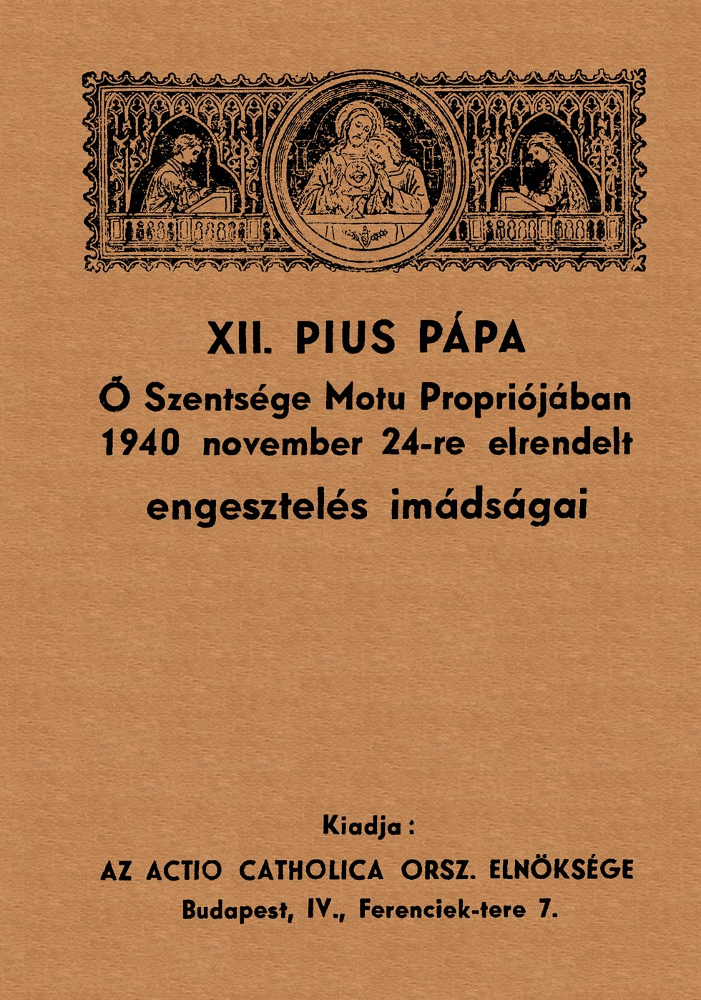 XII. PIUS PÁPA
Ő Szentsége Motu Propriójában
1940 november 24-re elrendelt
engesztelés imádságai
Kiadja:
AZ ACTIO CATHOLICA ORSZ. ELNÖKSÉGE
Budapest, IV., Ferenciek-tere 7.